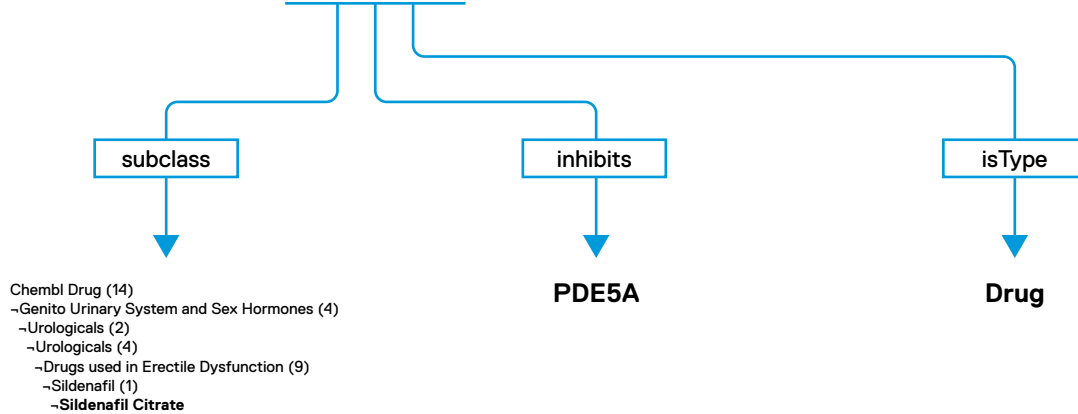 subclass
inhibits
isType
Chembl Drug (14)
¬Genito Urinary System and Sex Hormones (4)
¬Urologicals (2)
¬Urologicals (4)
¬Drugs used in Erectile Dysfunction (9)
¬Sildenafil (1)
¬Sildenafil Citrate
PDE5A
Drug